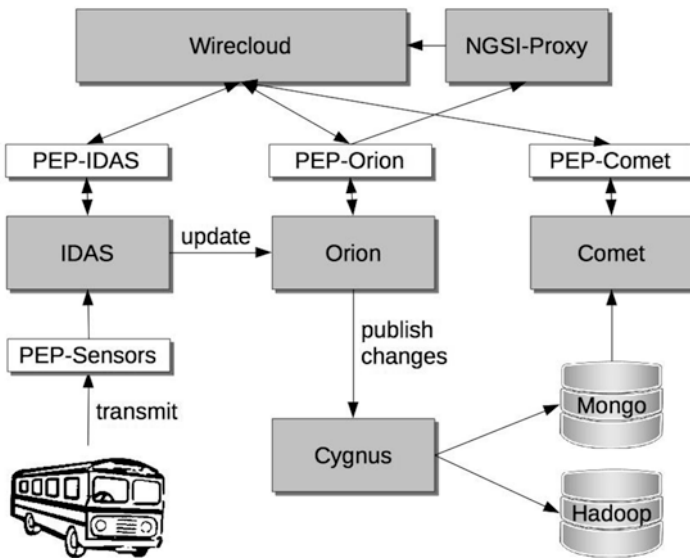 Wirecloud
NGSI-Proxy
PEP-IDAS
PEP-Orion
PEP-Comet
IDAS
update
Orion
Comet
PEP-Sensors
publish
changes
transmit
Mongo
Cygnus
Hadoop